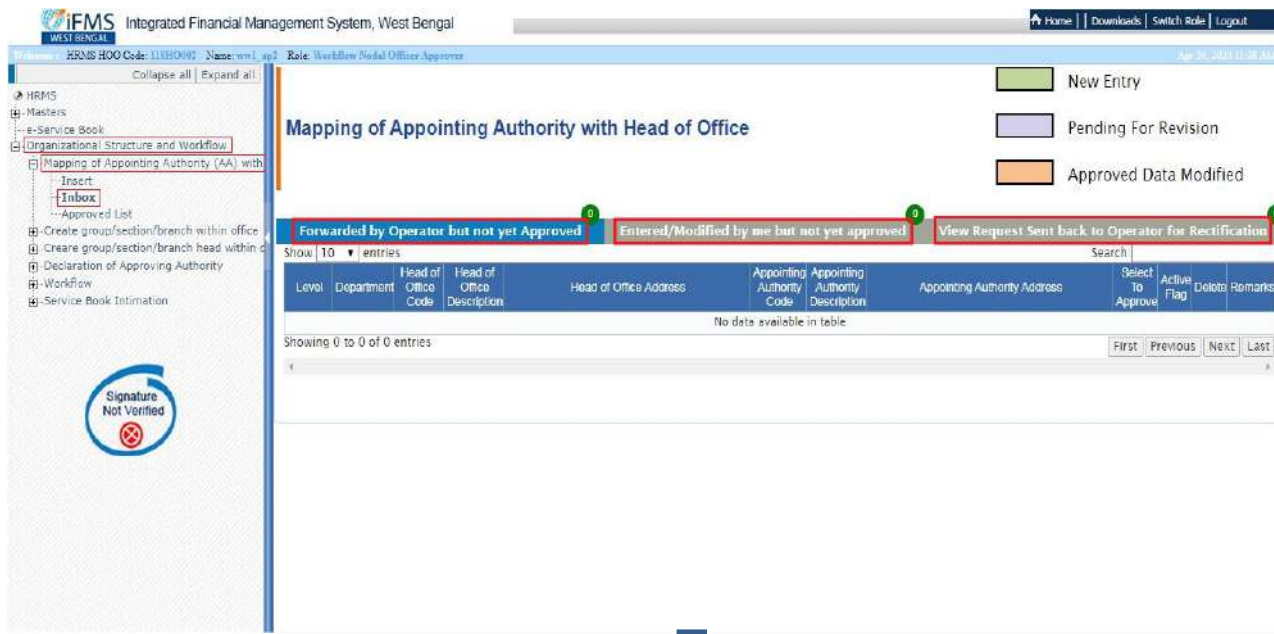 iFMS
WEST BENGAL
Integrated Financial Management System, West Bengal
Home | | Downloads | Switch Role | Logout
HRMS HOO Code: Name: Role: Workflow Nodal Officer Approver
Collapse all | Expand all
HRMS
Masters
e-Service Book
Organizational Structure and Workflow
Mapping of Appointing Authority (AA) with
Insert
Inbox
Approved List
Create group/section/branch within office
Creare group/section/branch head within o
Declaration of Approving Authority
Workflow
Service Book Intimation
Signature
Not Verified
Mapping of Appointing Authority with Head of Office
New Entry
Pending For Revision
Approved Data Modified
Forwarded by Operator but not yet Approved 0
Entered/Modified by me but not yet approved 0
View Request Sent back to Operator for Rectification
Show 10 entries
Search
Level
Department
Head of Office Code
Head of Office Description
Head of Office Address
Appointing Authority Code
Appointing Authority Description
Appointing Authority Address
Select To Approve
Active Flag
Delete
Remarks
No data available in table
Showing 0 to 0 of 0 entries
First Previous Next Last